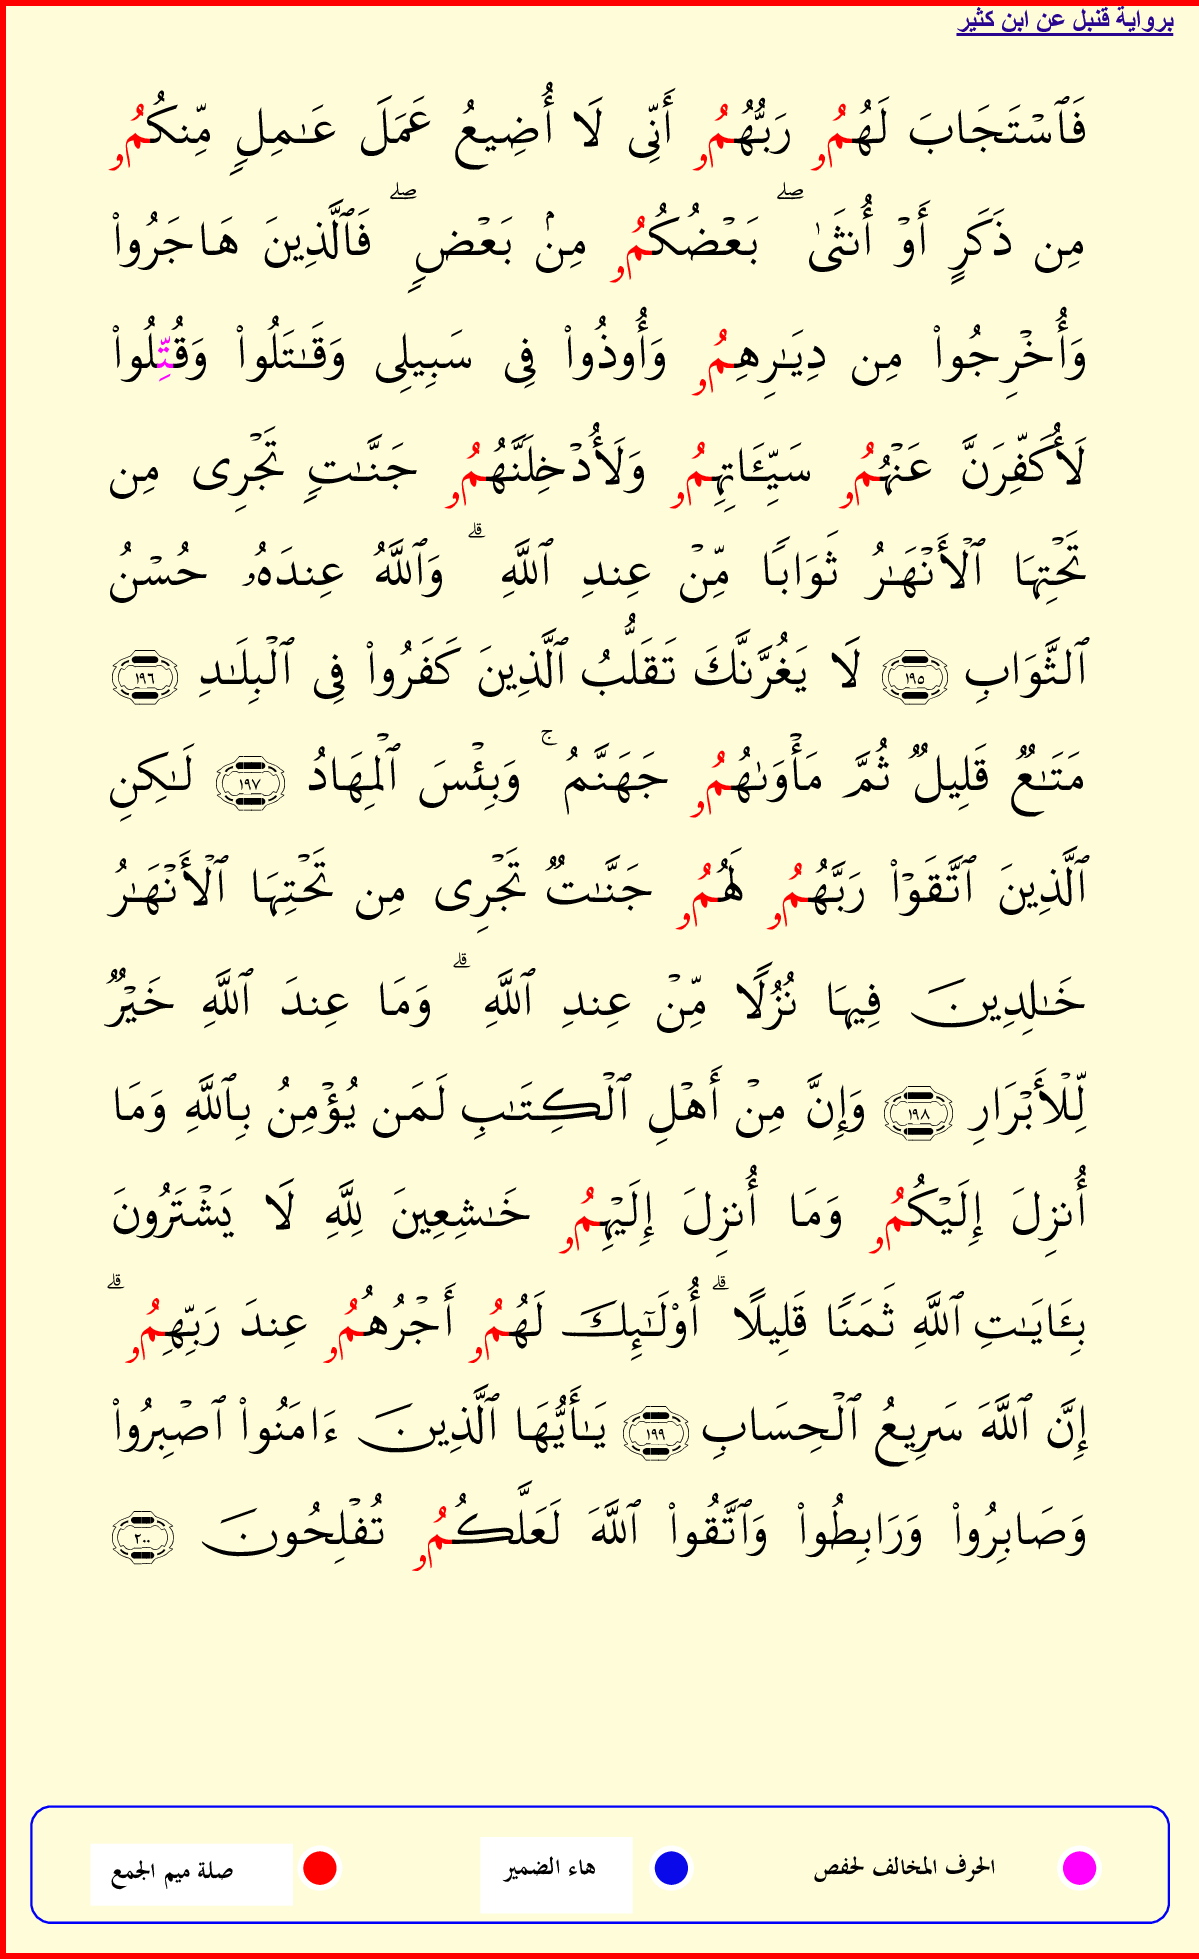 برواية قنبل عن ابن كثير
فَٱسْتَجَابَ لَهُمُۥ رَبُّهُمُۥ أَنِّى لَا أُضِيعُ عَمَلَ عَٰمِلٍ مِّنكُمُۥ
مِن ذَكَرٍ أَوْ أُنثَىٰ ۖ بَعْضُكُمُۥ مِنۢ بَعْضٍ ۖ فَٱلَّذِينَ هَاجَرُوا۟
وَأُخْرِجُوا۟ مِن دِيَٰرِهِمُۥ وَأُوذُوا۟ فِى سَبِيلِى وَقَٰتَلُوا۟ وَقُتِّلُوا۟
لَأُكَفِّرَنَّ عَنْهُمُۥ سَيِّـَٔاتِهِمُۥ وَلَأُدْخِلَنَّهُمُۥ جَنَّٰتٍ تَجْرِى مِن
تَحْتِهَا ٱلْأَنْهَٰرُ ثَوَابًا مِّنْ عِندِ ٱللَّهِ ۗ وَٱللَّهُ عِندَهُۥ حُسْنُ
ٱلثَّوَابِ ١٩٥ لَا يَغُرَّنَّكَ تَقَلُّبُ ٱلَّذِينَ كَفَرُوا۟ فِى ٱلْبِلَٰدِ ١٩٦
مَتَٰعٌ قَلِيلٌ ثُمَّ مَأْوَىٰهُمُۥ جَهَنَّمُ ۚ وَبِئْسَ ٱلْمِهَادُ ١٩٧ لَٰكِنِ
ٱلَّذِينَ ٱتَّقَوْا۟ رَبَّهُمُۥ لَهُمُۥ جَنَّٰتٌ تَجْرِى مِن تَحْتِهَا ٱلْأَنْهَٰرُ
خَٰلِدِينَ فِيهَا نُزُلًا مِّنْ عِندِ ٱللَّهِ ۗ وَمَا عِندَ ٱللَّهِ خَيْرٌ
لِّلْأَبْرَارِ ١٩٨ وَإِنَّ مِنْ أَهْلِ ٱلْكِتَٰبِ لَمَن يُؤْمِنُ بِٱللَّهِ وَمَا
أُنزِلَ إِلَيْكُمُۥ وَمَا أُنزِلَ إِلَيْهِمُۥ خَٰشِعِينَ لِلَّهِ لَا يَشْتَرُونَ
بِـَٔايَٰتِ ٱللَّهِ ثَمَنًا قَلِيلًا ۗ أُو۟لَٰٓئِكَ لَهُمُۥ أَجْرُهُمُۥ عِندَ رَبِّهِمُۥ ۗ
إِنَّ ٱللَّهَ سَرِيعُ ٱلْحِسَابِ ١٩٩ يَٰأَيُّهَا ٱلَّذِينَ ءَامَنُوا۟ ٱصْبِرُوا۟
وَصَابِرُوا۟ وَرَابِطُوا۟ وَٱتَّقُوا۟ ٱللَّهَ لَعَلَّكُمُۥ تُفْلِحُونَ ٢٠٠
الحرف المخالف لحفص هاء الضمير صلة ميم الجمع